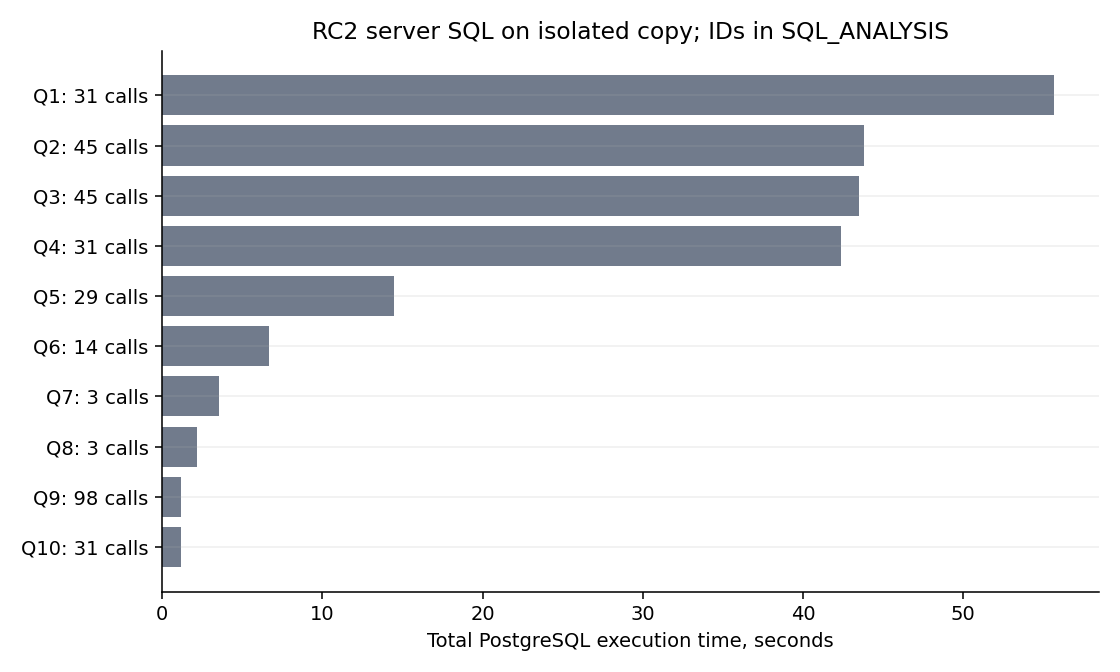 RC2 server SQL on isolated copy; IDs in SQL_ANALYSIS
Q1: 31 calls
Q2: 45 calls
Q3: 45 calls
Q4: 31 calls
Q5: 29 calls
Q6: 14 calls
Q7: 3 calls
Q8: 3 calls
Q9: 98 calls
Q10: 31 calls
0 10 20 30 40 50
Total PostgreSQL execution time, seconds